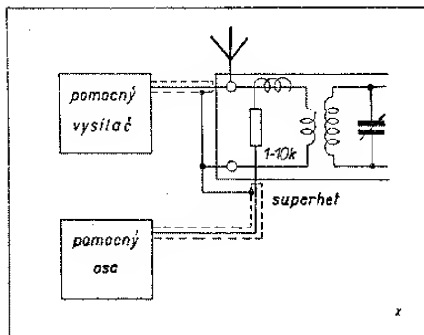 pomocný
vysílač
1-10k
superhet
pomocný
osc
x